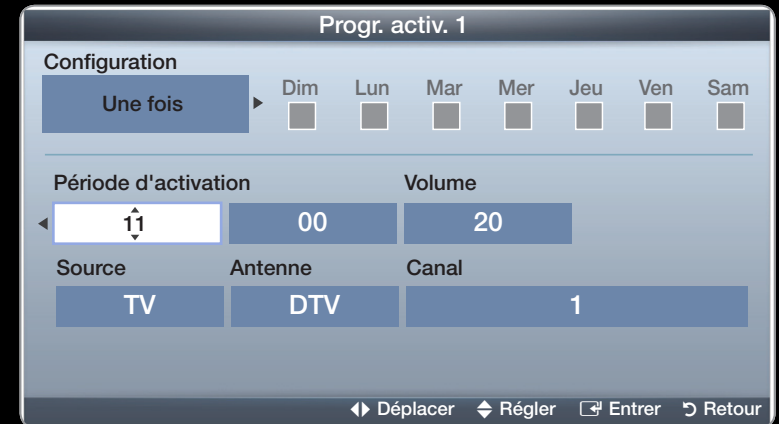 Progr. activ. 1
Configuration
Une fois
Dim Lun Mar Mer Jeu Ven Sam
Période d'activation Volume
11 00 20
Source Antenne Canal
TV DTV 1
Déplacer Régler Entrer Retour